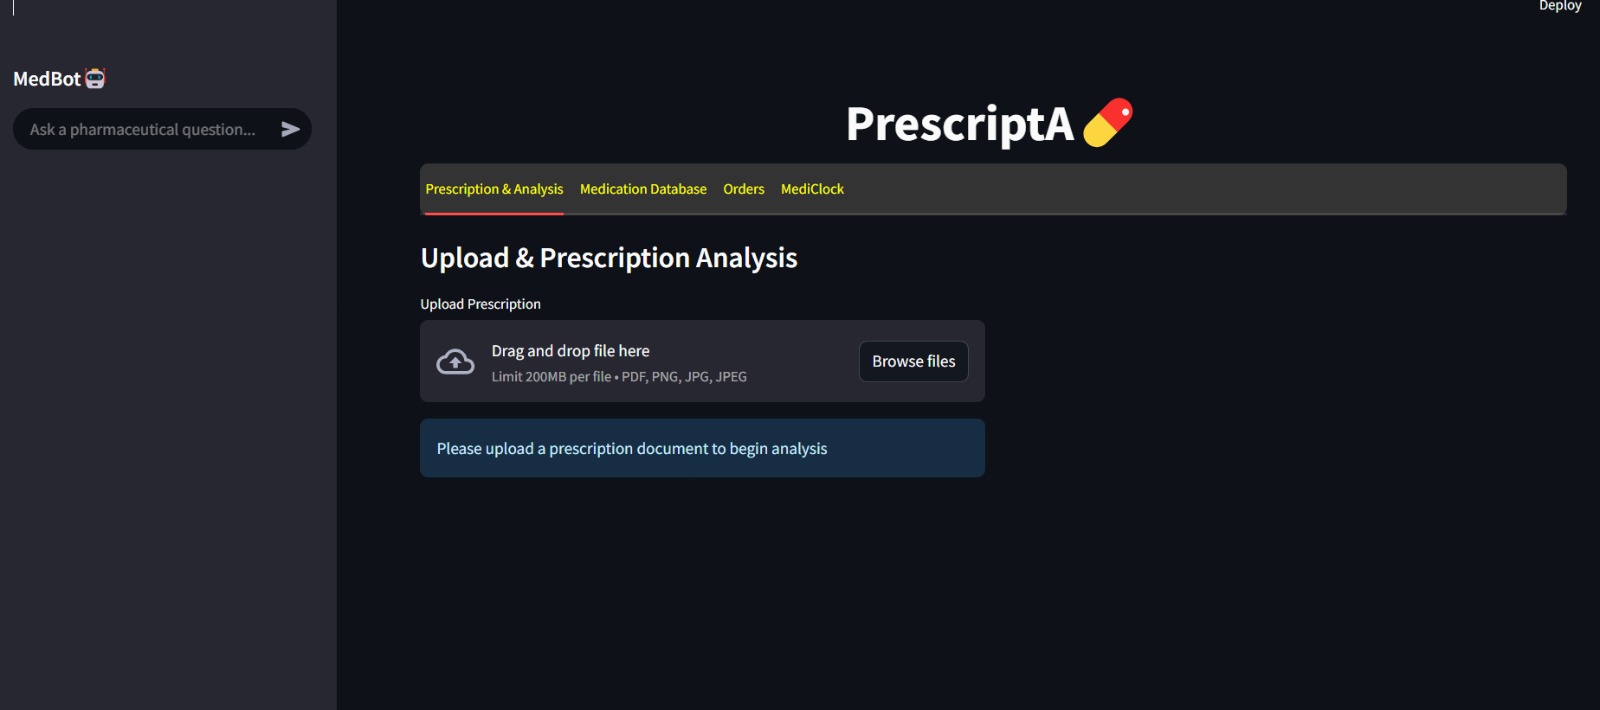 Deploy
MedBot
Ask a pharmaceutical question...
PrescriptA
Prescription & Analysis Medication Database Orders MediClock
Upload & Prescription Analysis
Upload Prescription
Drag and drop file here
Limit 200MB per file • PDF, PNG, JPG, JPEG
Browse files
Please upload a prescription document to begin analysis